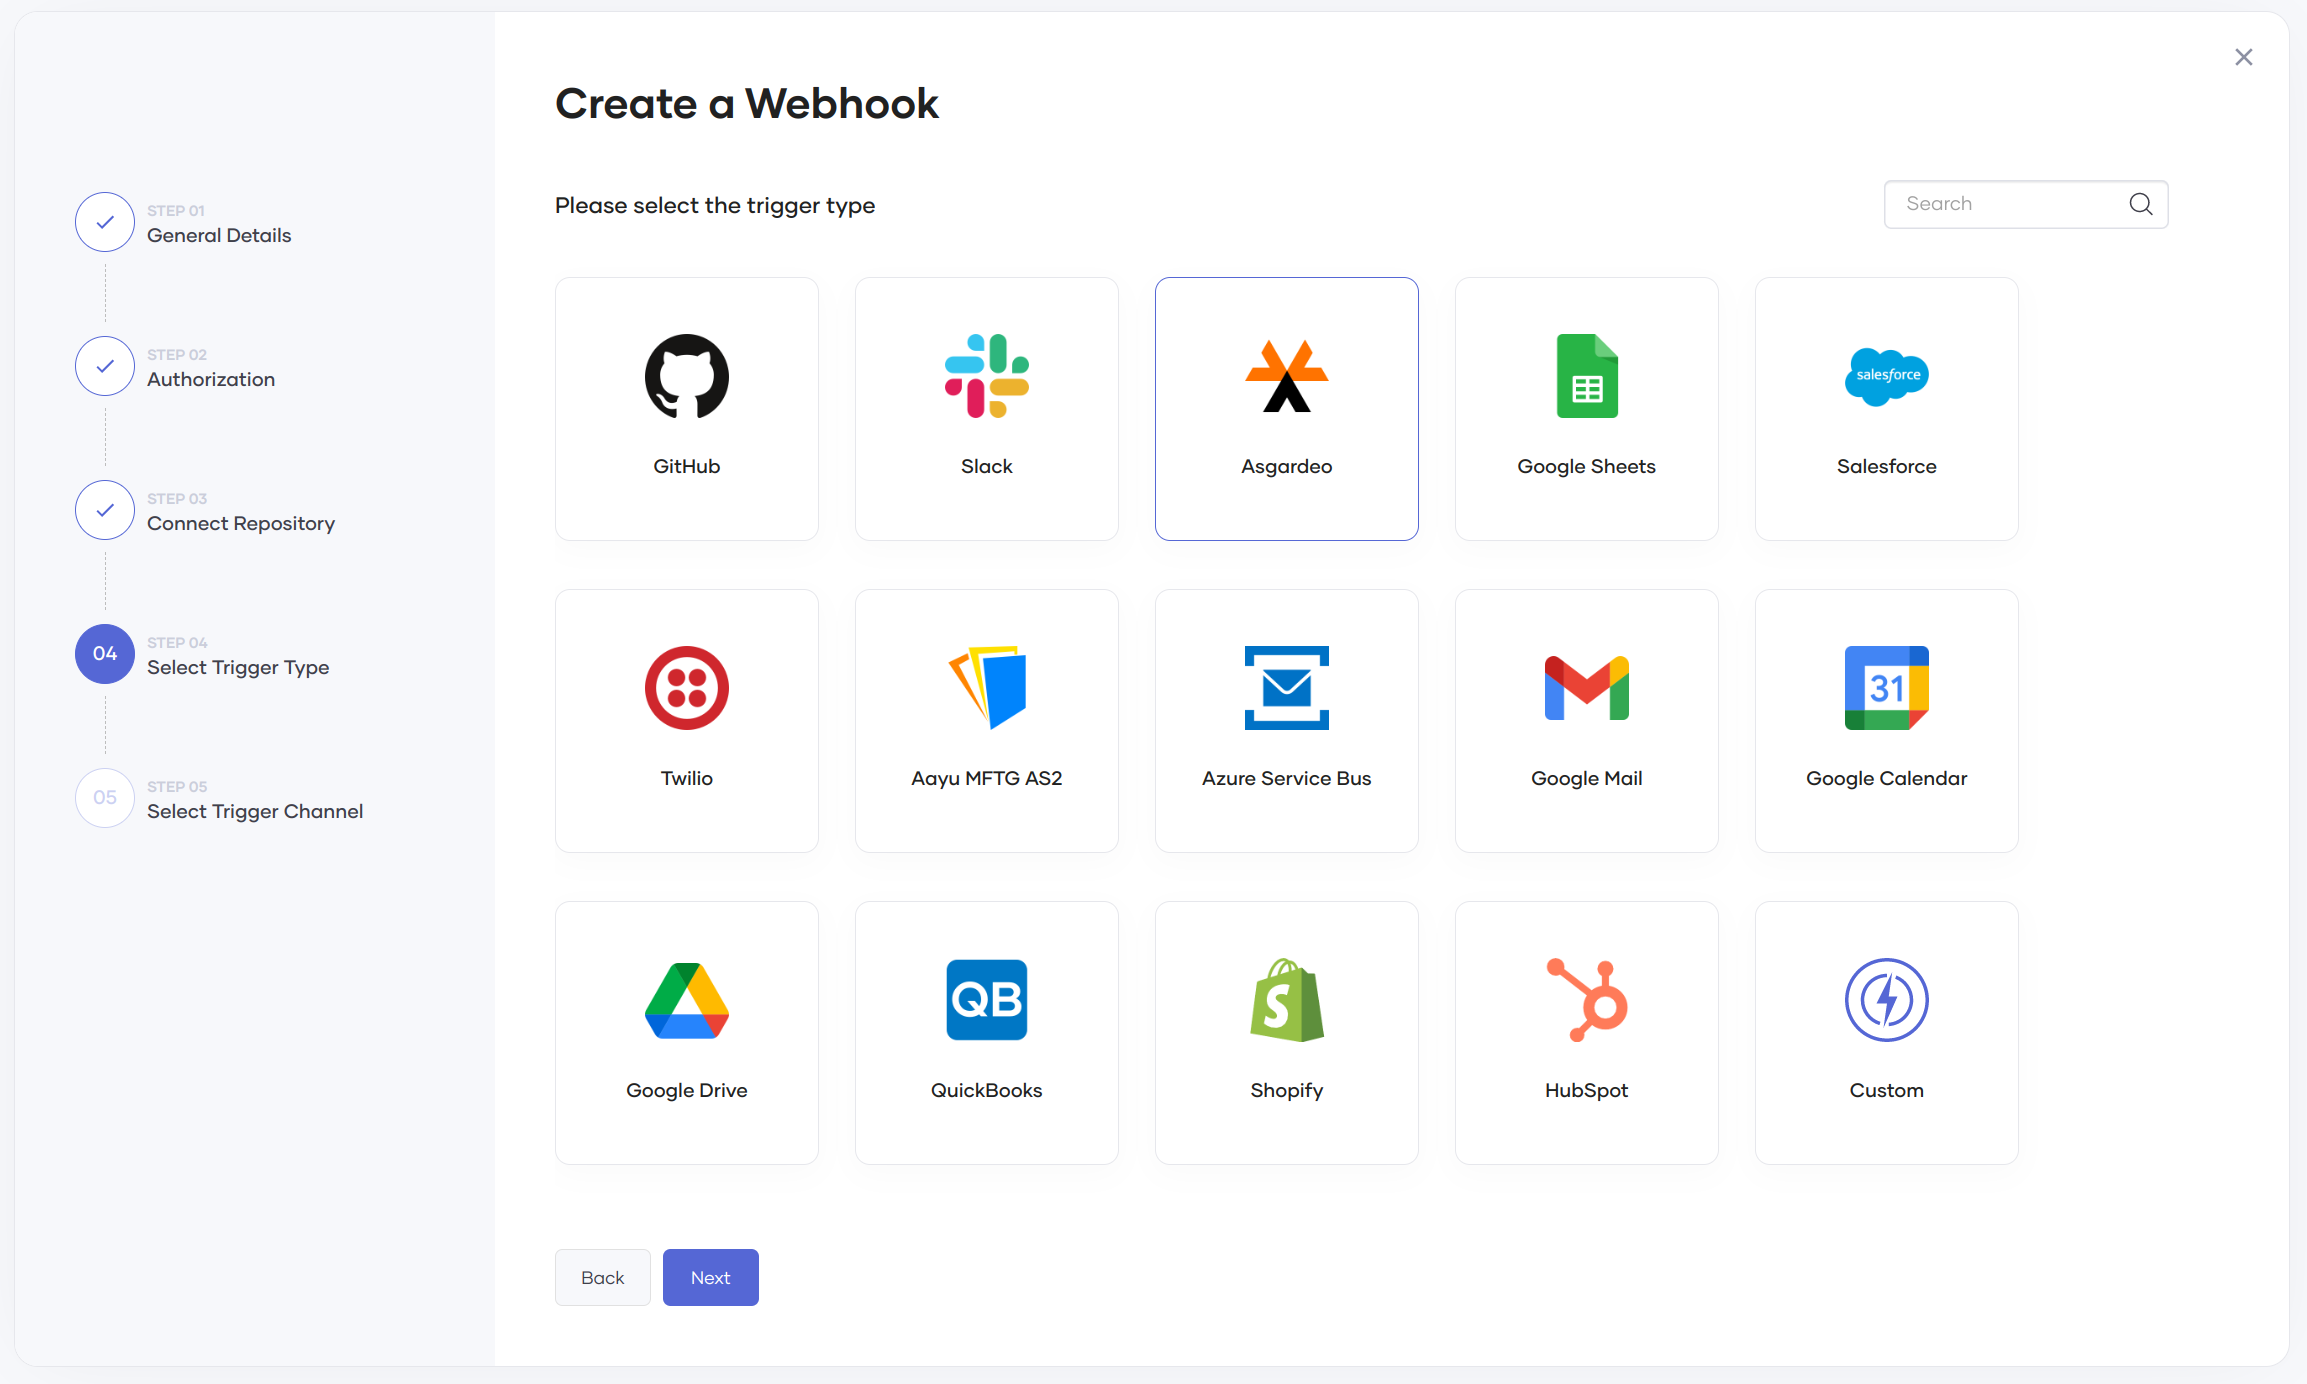 STEP 01
General Details
STEP 02
Authorization
STEP 03
Connect Repository
04
STEP 04
Select Trigger Type
05
STEP 05
Select Trigger Channel
Create a Webhook
Please select the trigger type
Search
GitHub
Slack
Asgardeo
Google Sheets
salesforce
Salesforce
Twilio
Aayu MFTG AS2
Azure Service Bus
Google Mail
31
Google Calendar
Google Drive
QB
QuickBooks
S
Shopify
HubSpot
Custom
Back
Next